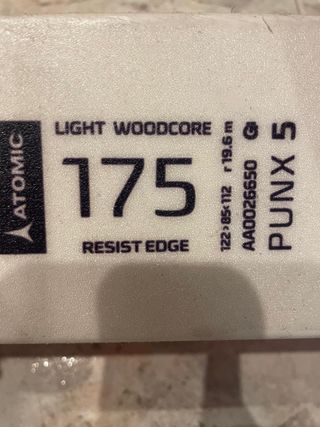 ATOMIC
LIGHT WOODCORE
175
RESIST EDGE
122>85<112 r 19.6 m
AA0026650
PUNX 5